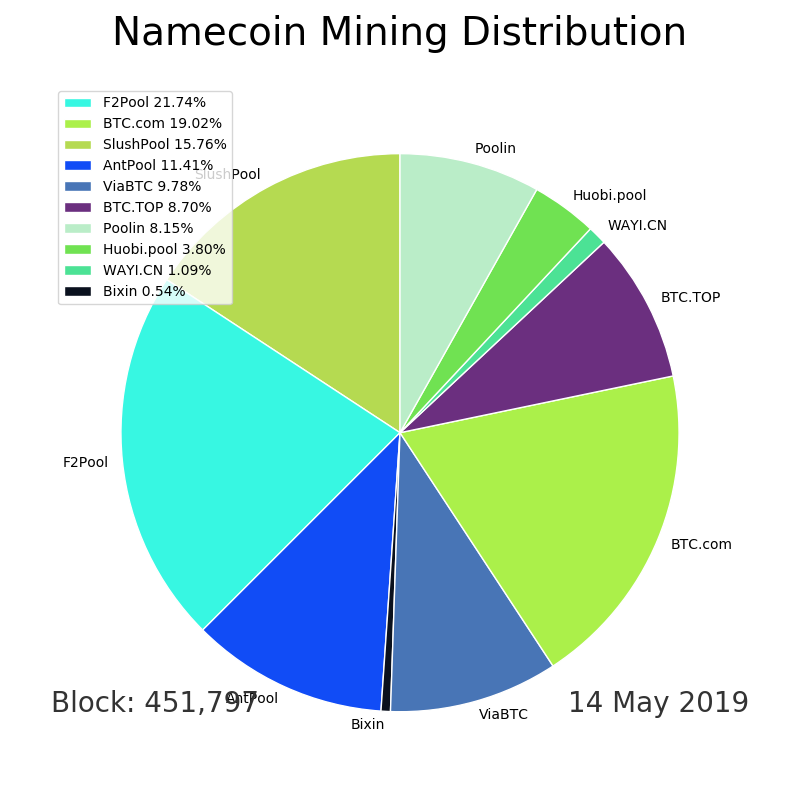 Namecoin Mining Distribution
F2Pool 21.74%
BTC.com 19.02%
SlushPool 15.76%
AntPool 11.41%
ViaBTC 9.78%
BTC.TOP 8.70%
Poolin 8.15%
Huobi.pool 3.80%
WAYI.CN 1.09%
Bixin 0.54%
Poolin
SlushPool
Huobi.pool
WAYI.CN
BTC.TOP
F2Pool
BTC.com
AntPool
Block: 451,797
14 May 2019
ViaBTC
Bixin